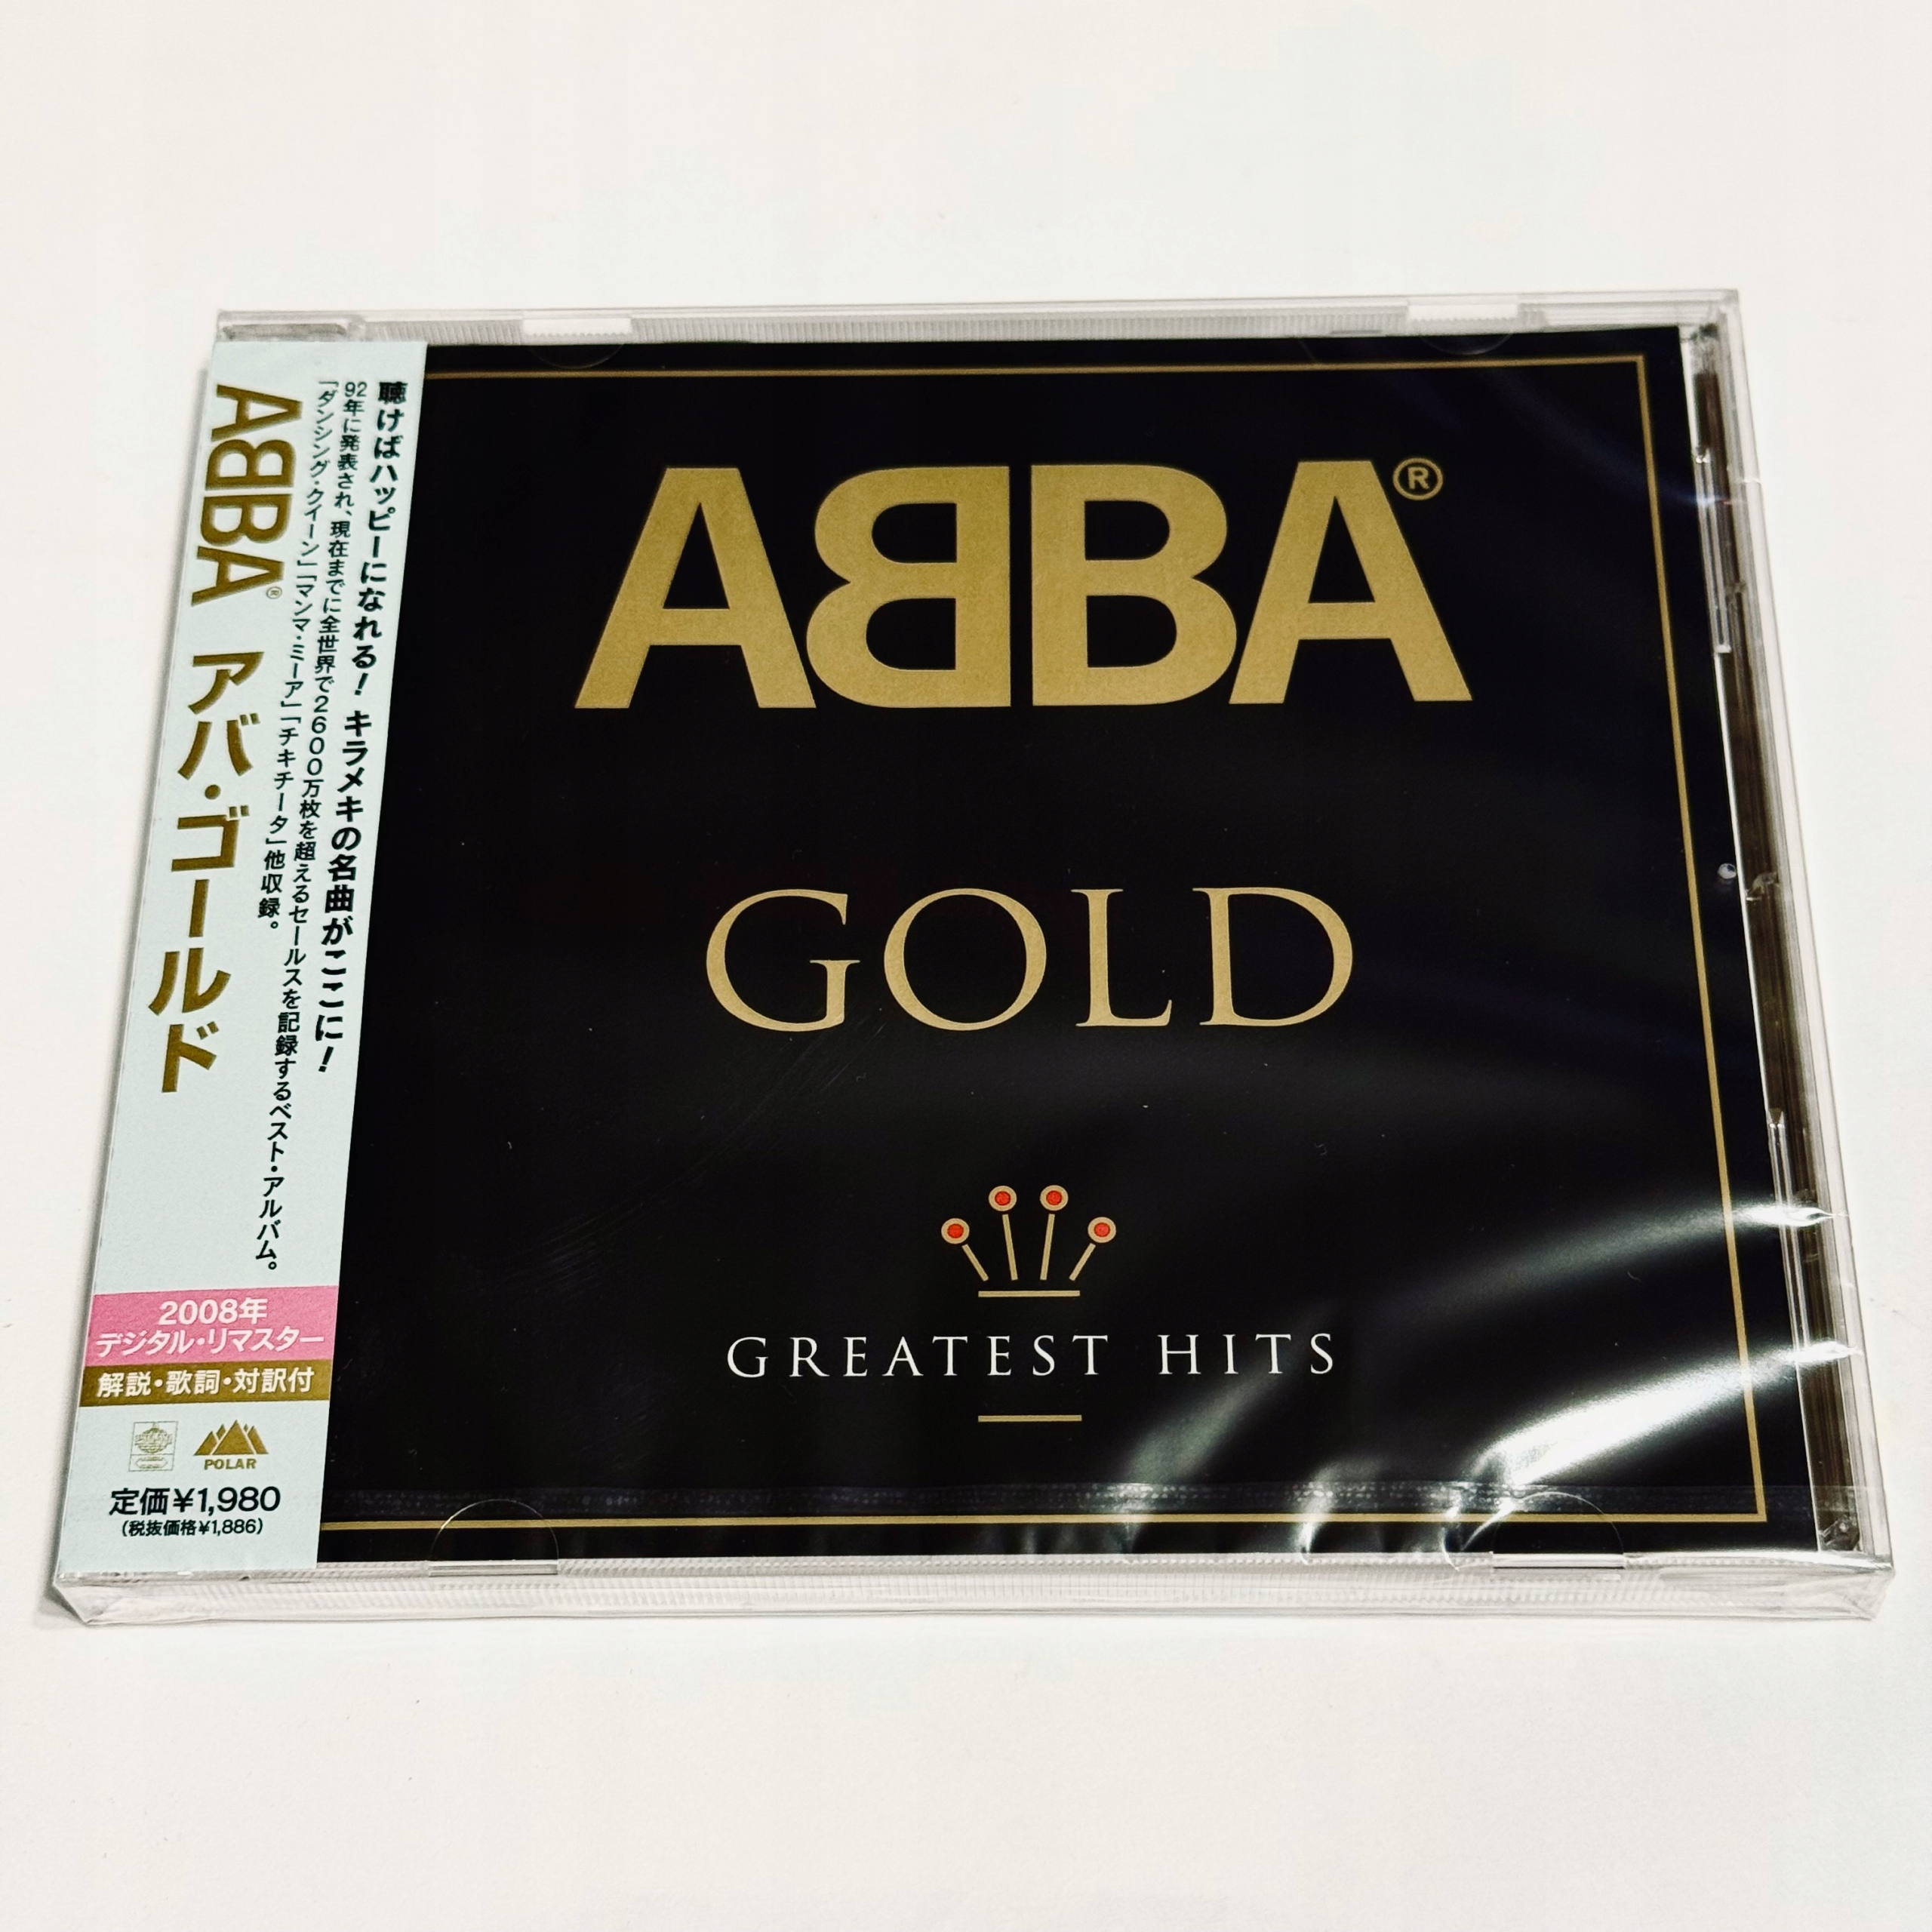 聴けばハッピーになれる! キラメキの名曲がここに!
92年に発表され、現在までに全世界で2600万枚を超えるセールスを記録するベスト・アルバム。
「ダンシング・クイーン」「マンマ・ミーア」「チキチータ」他収録。
ABBA® アバ・ゴールド
2008年
デジタル・リマスター
解説・歌詞・対訳付
POLAR
定価¥1,980
(税抜価格¥1,886)
ABBA®
GOLD
GREATEST HITS